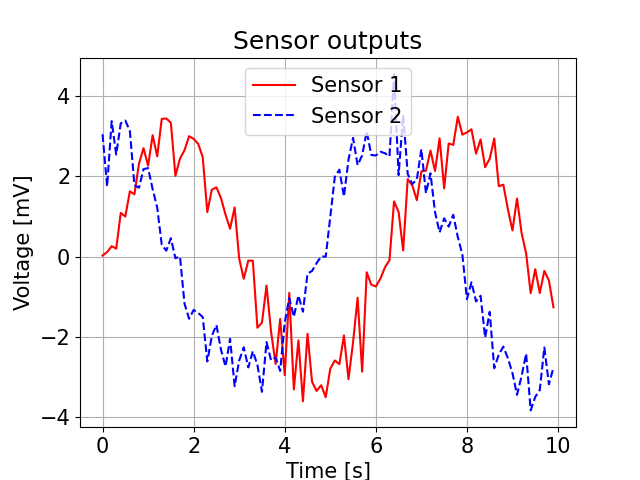 Sensor outputs
Sensor 1
Sensor 2
Voltage [mV]
4
2
0
−2
−4
0 2 4 6 8 10
Time [s]